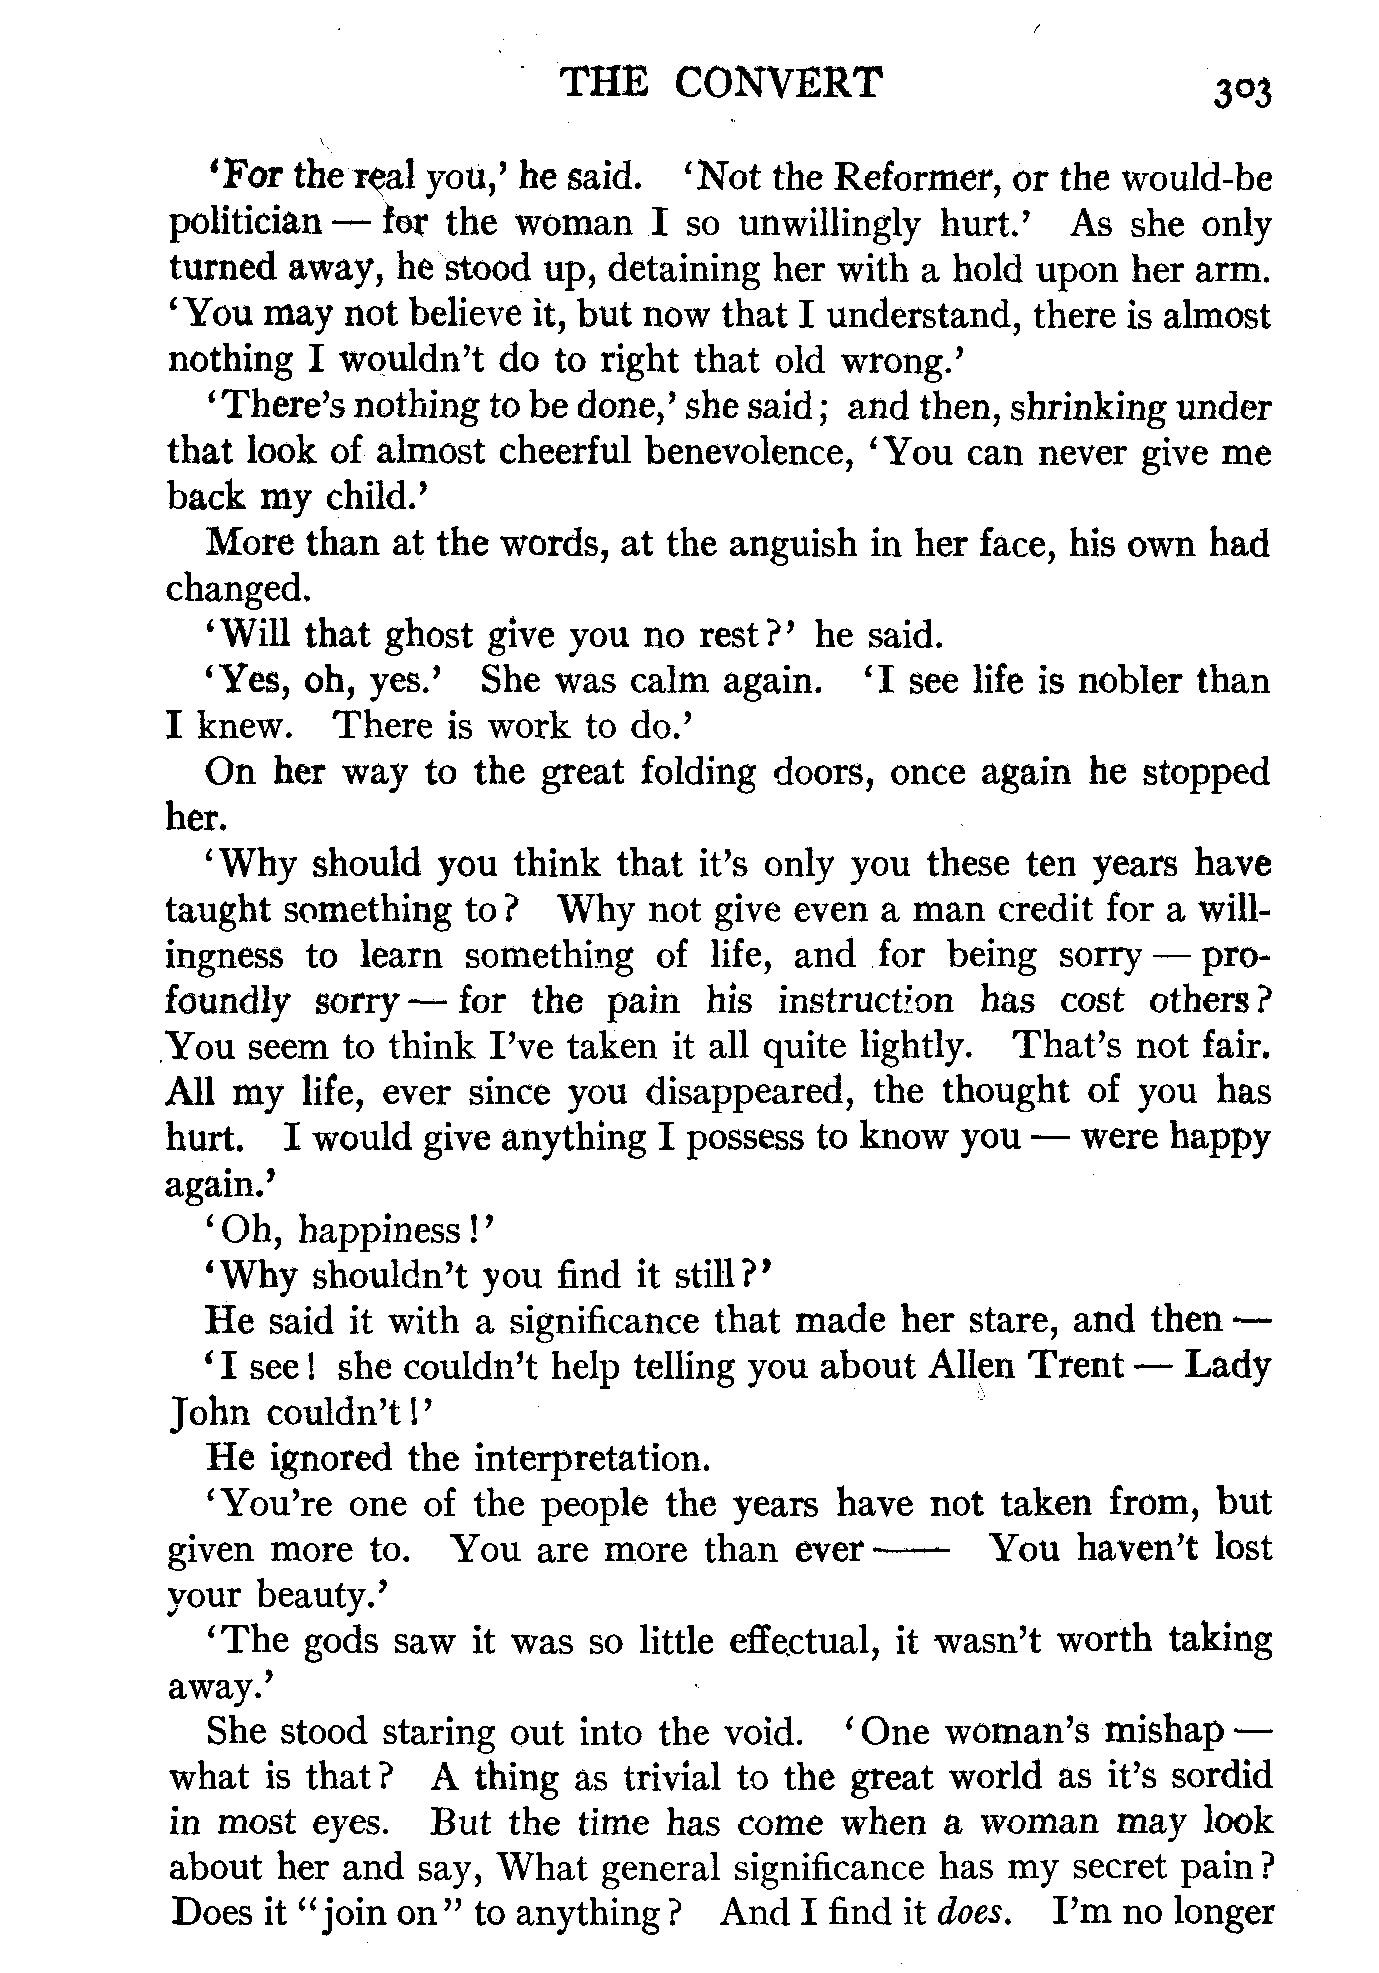 THE CONVERT 303
‘For the real you,’ he said. ‘Not the Reformer, or the would-be
politician — for the woman I so unwillingly hurt.’ As she only
turned away, he stood up, detaining her with a hold upon her arm.
‘You may not believe it, but now that I understand, there is almost
nothing I wouldn’t do to right that old wrong.’
‘There’s nothing to be done,’ she said; and then, shrinking under
that look of almost cheerful benevolence, ‘You can never give me
back my child.’
More than at the words, at the anguish in her face, his own had
changed.
‘Will that ghost give you no rest?’ he said.
‘Yes, oh, yes.’ She was calm again. ‘I see life is nobler than
I knew. There is work to do.’
On her way to the great folding doors, once again he stopped
her.
‘Why should you think that it’s only you these ten years have
taught something to? Why not give even a man credit for a will-
ingness to learn something of life, and for being sorry — pro-
foundly sorry — for the pain his instruction has cost others?
You seem to think I’ve taken it all quite lightly. That’s not fair.
All my life, ever since you disappeared, the thought of you has
hurt. I would give anything I possess to know you — were happy
again.’
‘Oh, happiness!’
‘Why shouldn’t you find it still?’
He said it with a significance that made her stare, and then —
‘I see! she couldn’t help telling you about Allen Trent — Lady
John couldn’t!’
He ignored the interpretation.
‘You’re one of the people the years have not taken from, but
given more to. You are more than ever —— You haven’t lost
your beauty.’
‘The gods saw it was so little effectual, it wasn’t worth taking
away.’
She stood staring out into the void. ‘One woman’s mishap —
what is that? A thing as trivial to the great world as it’s sordid
in most eyes. But the time has come when a woman may look
about her and say, What general significance has my secret pain?
Does it “join on” to anything? And I find it does. I’m no longer